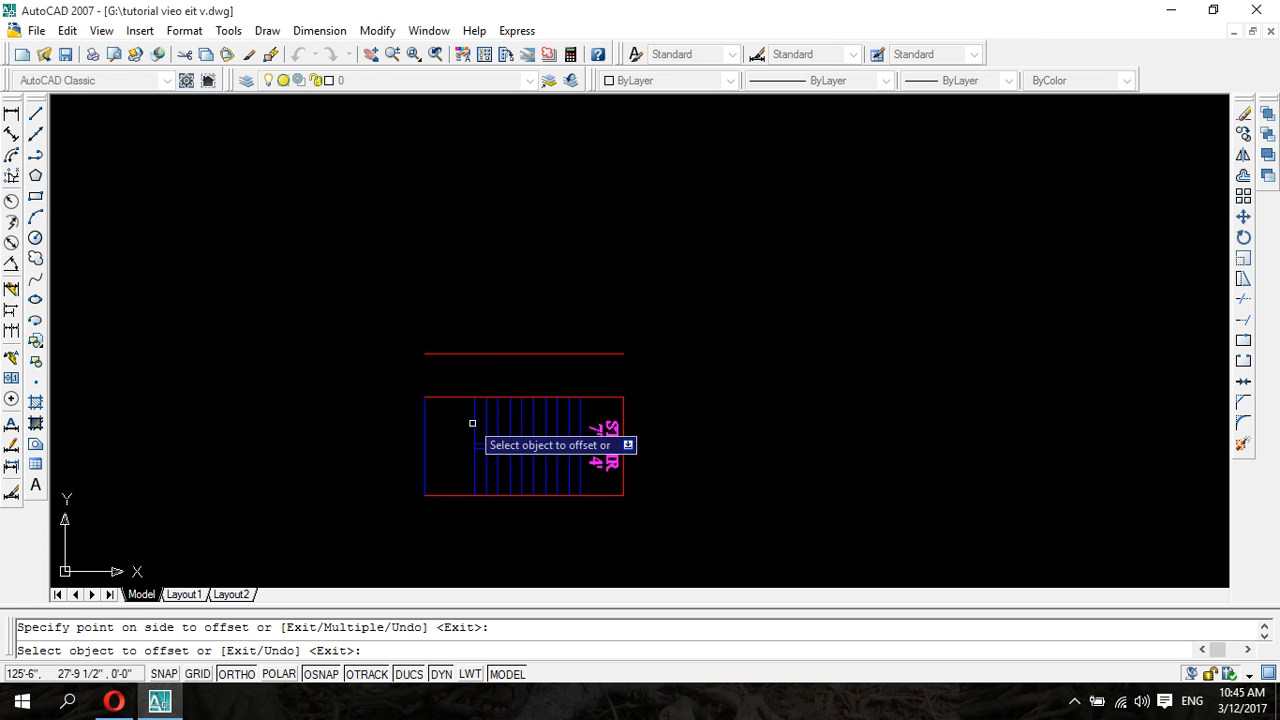 AutoCAD 2007 - [G:\tutorial vieo eit v.dwg]
File Edit View Insert Format Tools Draw Dimension Modify Window Help Express
Standard Standard Standard
AutoCAD Classic 0 ByLayer ByLayer ByLayer ByColor
Select object to offset or
Y
X
Model Layout1 Layout2
Specify point on side to offset or [Exit/Multiple/Undo] <Exit>:
Select object to offset or [Exit/Undo] <Exit>:
125'-6", 27'-9 1/2" , 0'-0" SNAP GRID ORTHO POLAR OSNAP OTRACK DUCS DYN LWT MODEL
ENG
10:45 AM
3/12/2017